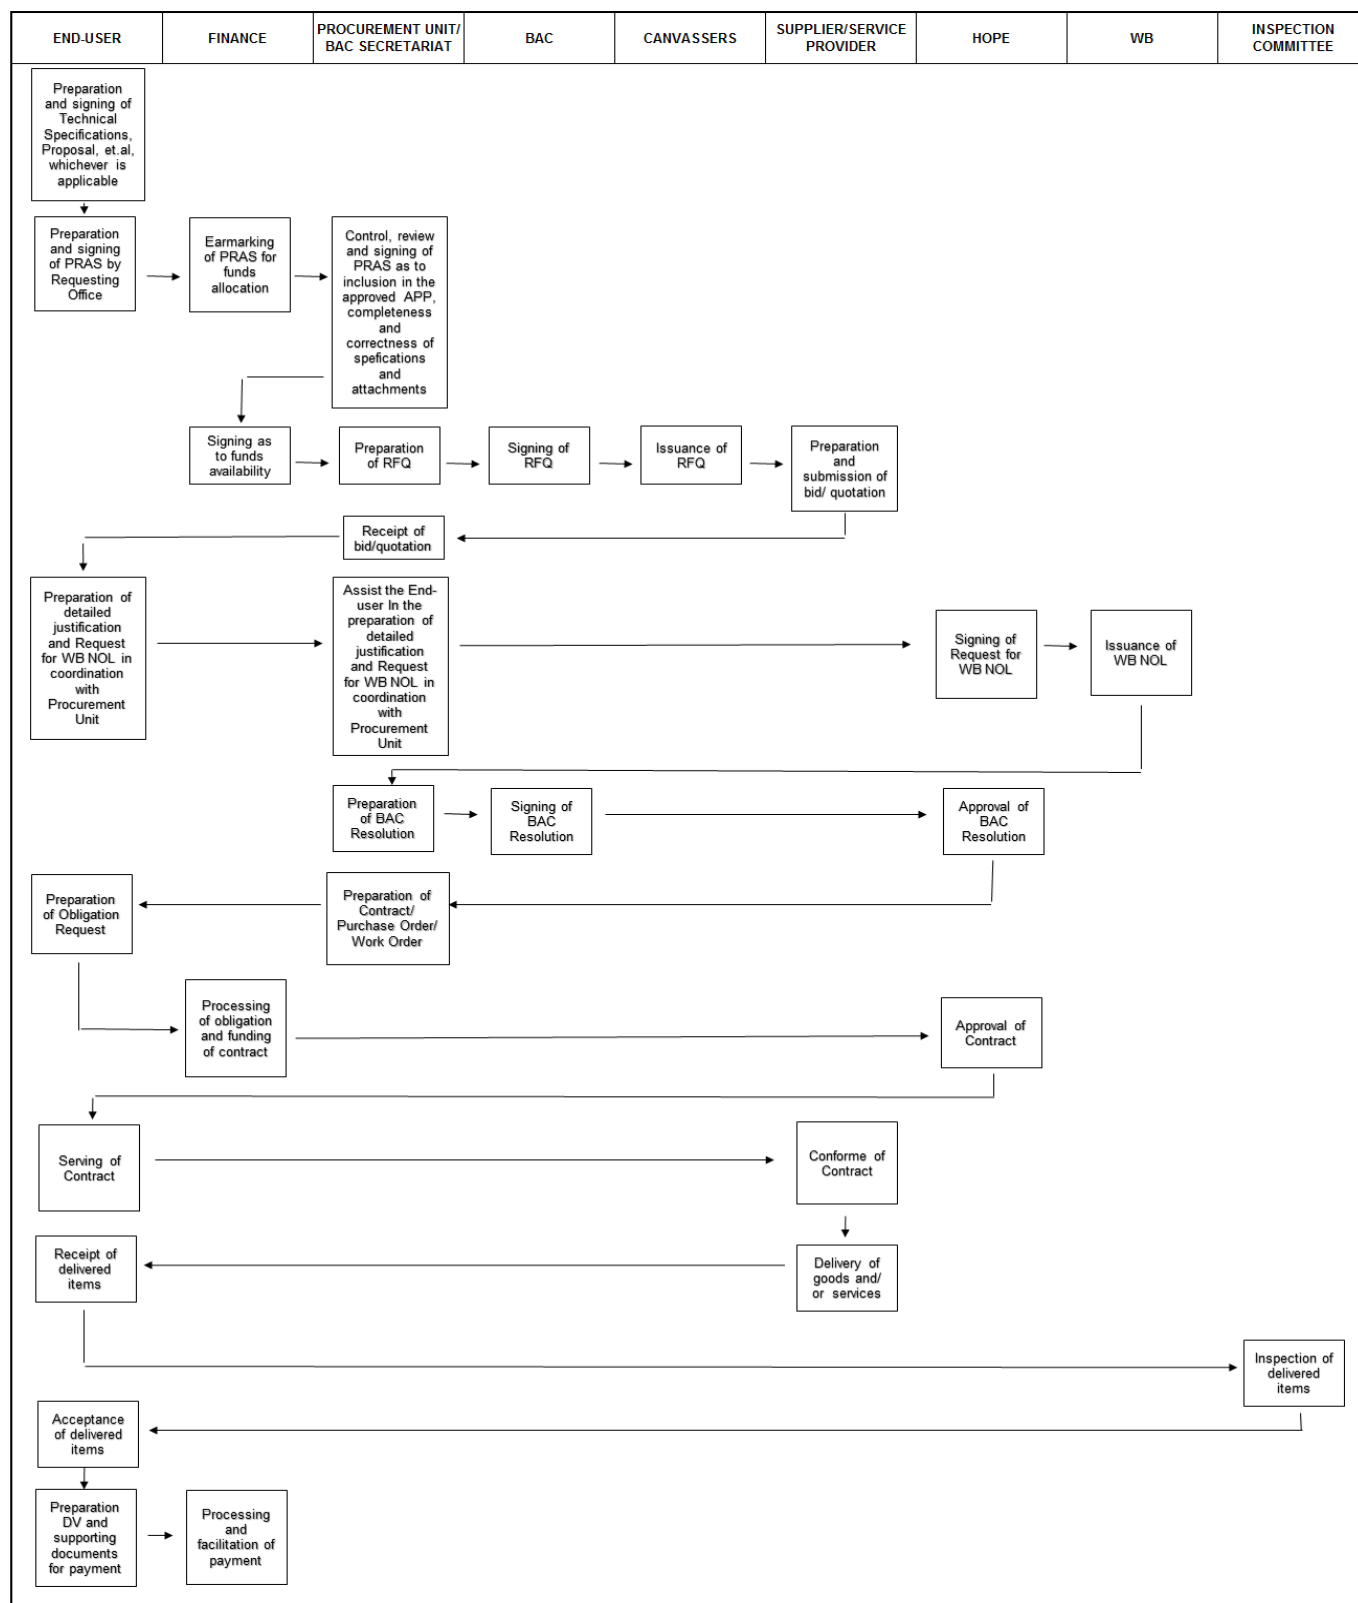 END-USER
FINANCE
PROCUREMENT UNIT/
BAC SECRETARIAT
BAC
CANVASSERS
SUPPLIER/SERVICE
PROVIDER
HOPE
WB
INSPECTION
COMMITTEE
Preparation
and signing of
Technical
Specifications,
Proposal, et.al,
whichever is
applicable
Preparation
and signing
of PRAS by
Requesting
Office
Earmarking
of PRAS for
funds
allocation
Control, review
and signing of
PRAS as to
inclusion in the
approved APP,
completeness
and
correctness of
spefications
and
attachments
Signing as
to funds
availability
Preparation
of RFQ
Signing of
RFQ
Issuance of
RFQ
Preparation
and
submission of
bid/ quotation
Receipt of
bid/quotation
Preparation of
detailed
justification
and Request
for WB NOL in
coordination
with
Procurement
Unit
Assist the End-
user In the
preparation of
detailed
justification
and Request
for WB NOL in
coordination
with
Procurement
Unit
Signing of
Request for
WB NOL
Issuance of
WB NOL
Preparation
of BAC
Resolution
Signing of
BAC
Resolution
Approval of
BAC
Resolution
Preparation
of Obligation
Request
Preparation of
Contract/
Purchase Order/
Work Order
Processing
of obligation
and funding
of contract
Approval of
Contract
Serving of
Contract
Conforme of
Contract
Receipt of
delivered
items
Delivery of
goods and/
or services
Inspection of
delivered
items
Acceptance
of delivered
items
Preparation
DV and
supporting
documents
for payment
Processing
and
facilitation of
payment